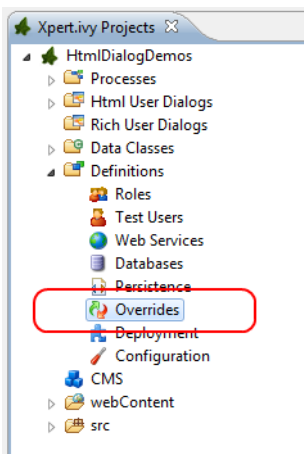 Xpert.ivy Projects
HtmlDialogDemos
Processes
Html User Dialogs
Rich User Dialogs
Data Classes
Definitions
Roles
Test Users
Web Services
Databases
Persistence
Overrides
Deployment
Configuration
CMS
webContent
src